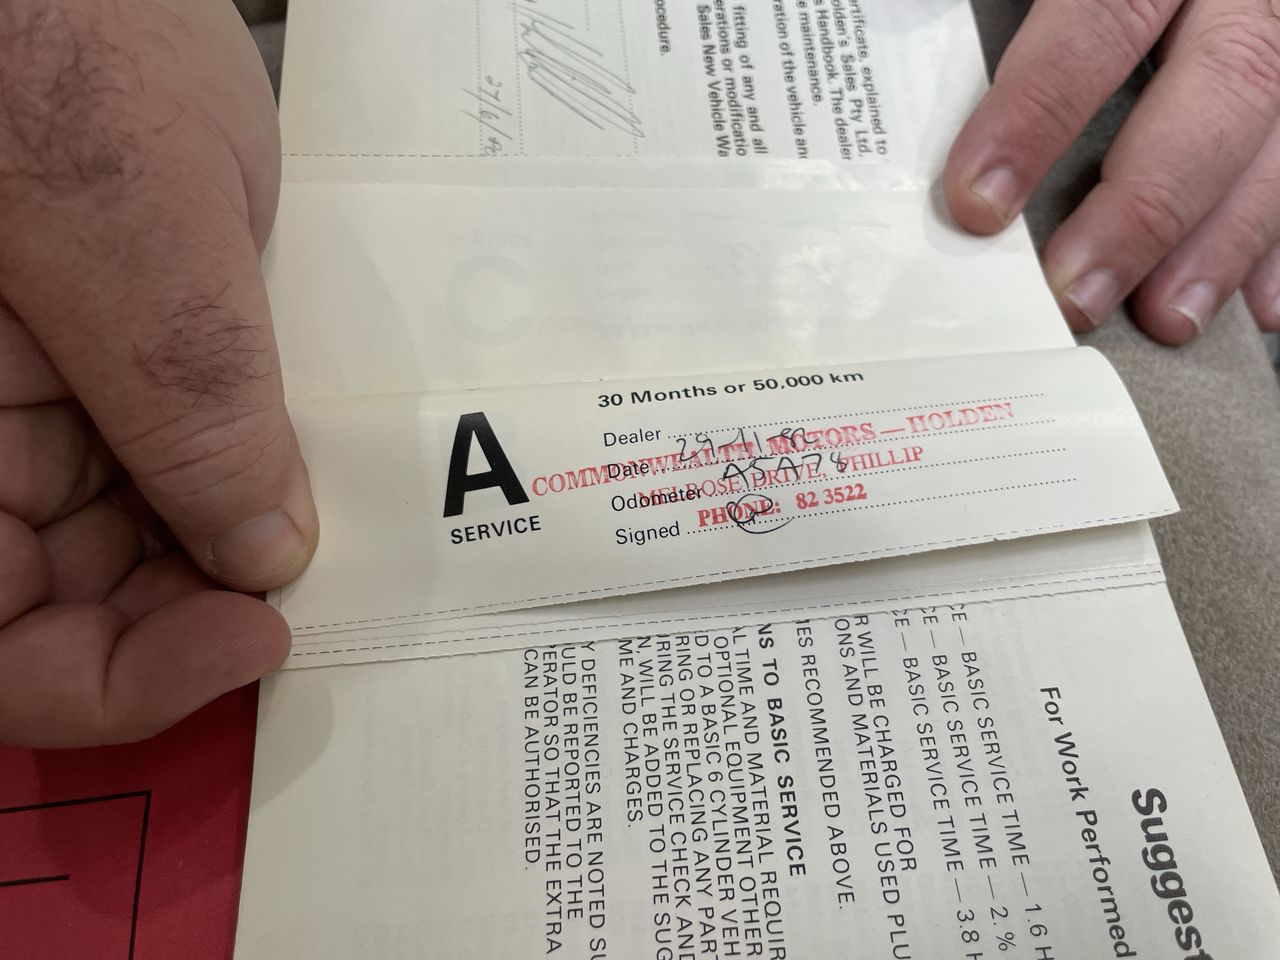 ertificate, explained to
olden's Sales Pty Ltd.
s Handbook. The dealer
e maintenance.
ration of the vehicle and
fitting of any and all
erations or modificatio
Sales New Vehicle Wa
ocedure.
A
SERVICE
30 Months or 50,000 km
Dealer
Date
Odometer
Signed
COMMONWEALTH MOTORS — HOLDEN
MELROSE DRIVE, PHILLIP
PHONE: 82 3522
Suggest
For Work Performed
CE — BASIC SERVICE TIME — 1.6 H
CE — BASIC SERVICE TIME — 2.
CE — BASIC SERVICE TIME — 3.8 H
R WILL BE CHARGED FOR
ONS AND MATERIALS USED PLU
IES RECOMMENDED ABOVE.
NS TO BASIC SERVICE
AL TIME AND MATERIAL REQUIR
OPTIONAL EQUIPMENT OTHER
D TO A BASIC 6 CYLINDER VEH
RING OR REPLACING ANY PAR
URING THE SERVICE CHECK AND
N, WILL BE ADDED TO THE SUG
ME AND CHARGES.
Y DEFICIENCIES ARE NOTED SU
ULD BE REPORTED TO THE
ERATOR SO THAT THE EXTRA
CAN BE AUTHORISED.